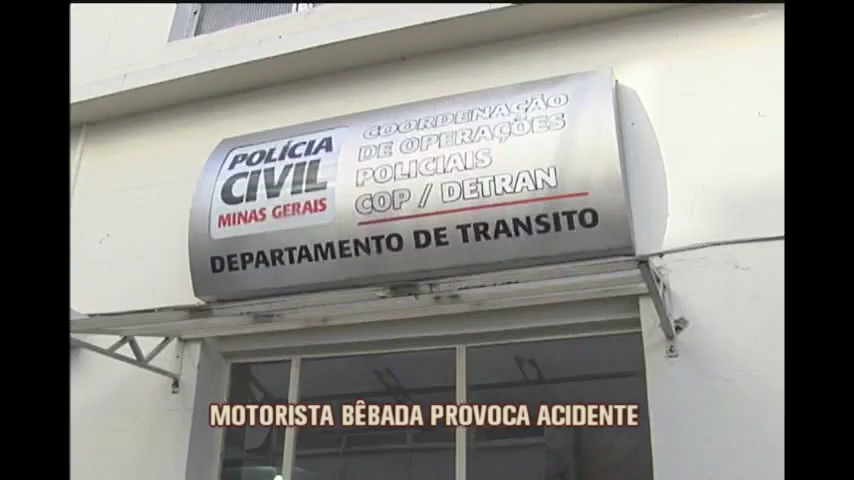 POLÍCIA
CIVIL
MINAS GERAIS
COORDENAÇÃO
DE OPERAÇÕES
POLICIAIS
COP / DETRAN
DEPARTAMENTO DE TRANSITO
MOTORISTA BÊBADA PROVOCA ACIDENTE